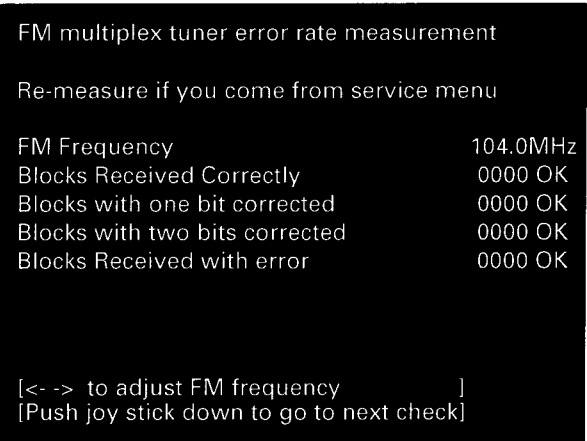 FM multiplex tuner error rate measurement
Re-measure if you come from service menu
FM Frequency 104.0MHz
Blocks Received Correctly 0000 OK
Blocks with one bit corrected 0000 OK
Blocks with two bits corrected 0000 OK
Blocks Received with error 0000 OK
[<- -> to adjust FM frequency ]
[Push joy stick down to go to next check]